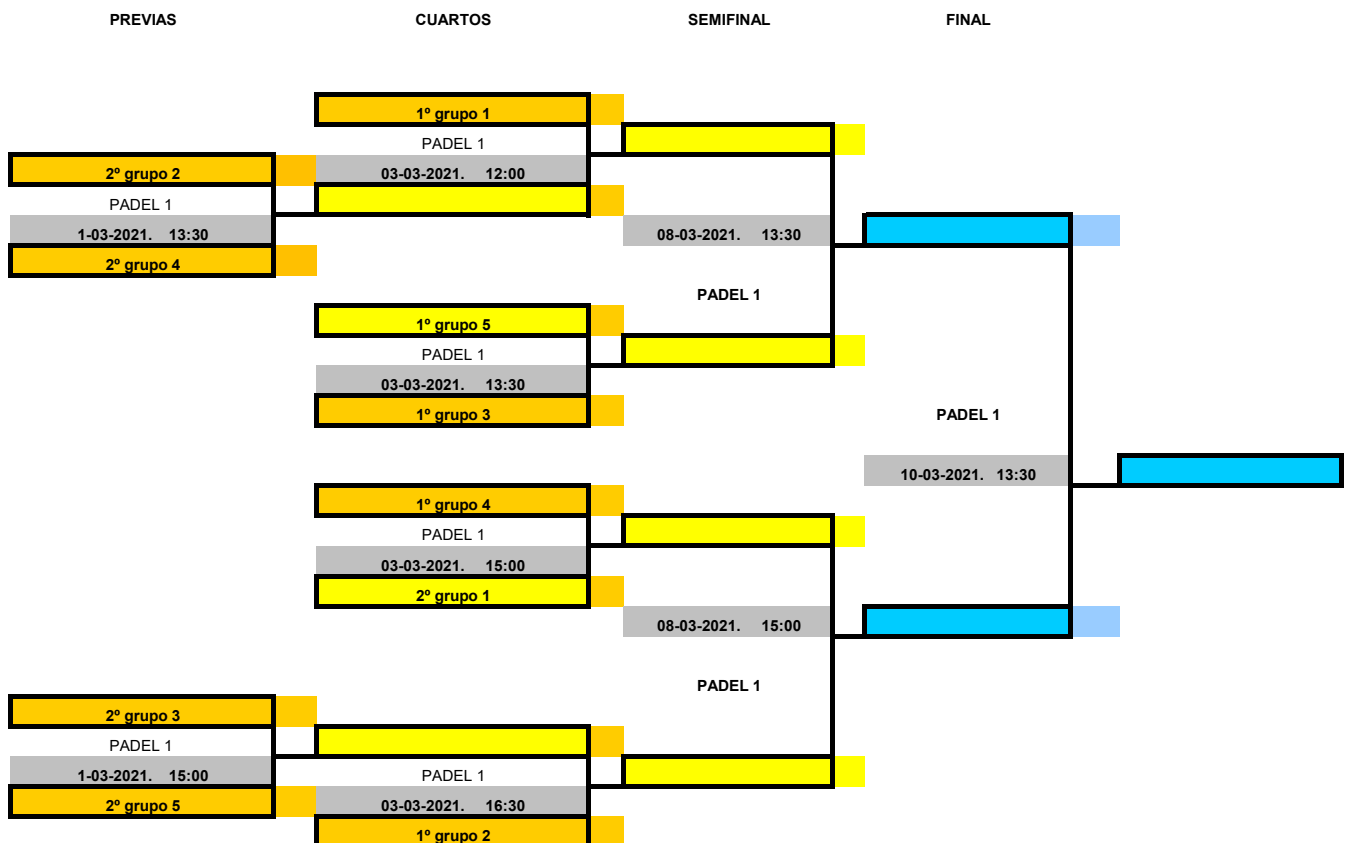 PREVIAS CUARTOS SEMIFINAL FINAL
1º grupo 1
PADEL 1
2º grupo 2 03-03-2021. 12:00
PADEL 1
1-03-2021. 13:30 08-03-2021. 13:30
2º grupo 4
PADEL 1
1º grupo 5
PADEL 1
03-03-2021. 13:30
1º grupo 3 PADEL 1
10-03-2021. 13:30
1º grupo 4
PADEL 1
03-03-2021. 15:00
2º grupo 1
08-03-2021. 15:00
PADEL 1
2º grupo 3
PADEL 1
1-03-2021. 15:00 PADEL 1
2º grupo 5 03-03-2021. 16:30
1º grupo 2